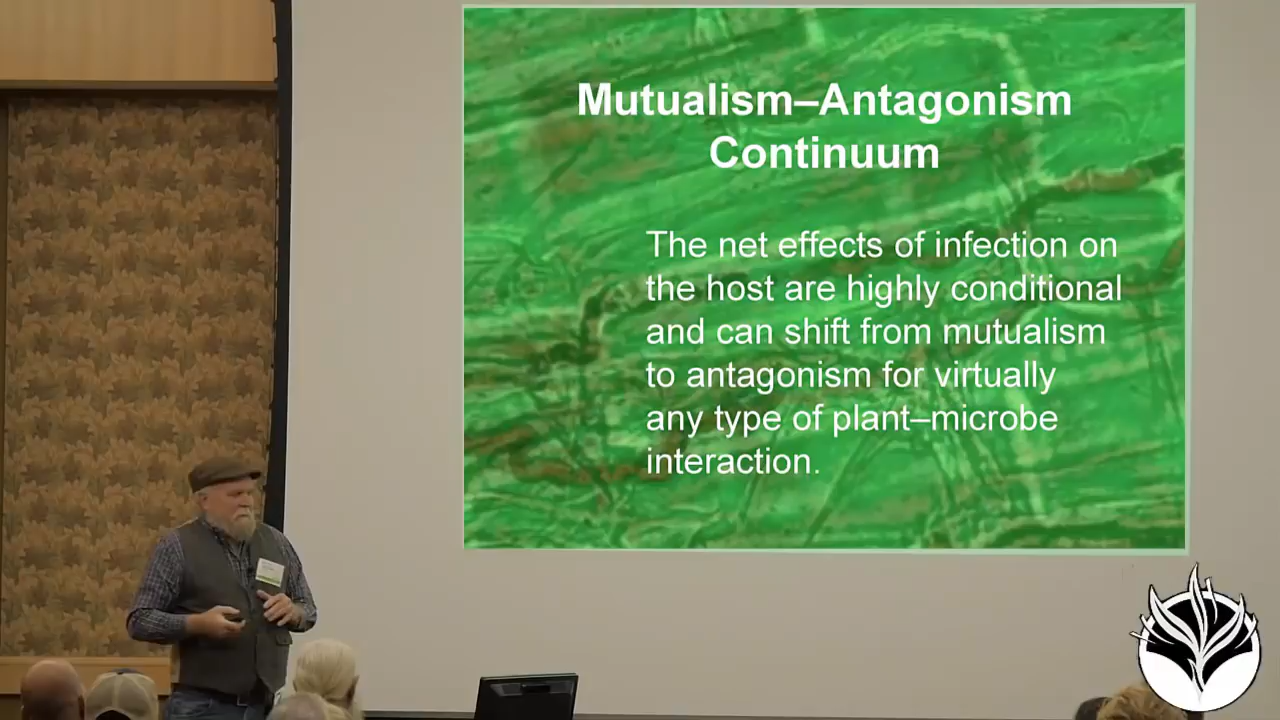 Mutualism–Antagonism
Continuum
The net effects of infection on
the host are highly conditional
and can shift from mutualism
to antagonism for virtually
any type of plant–microbe
interaction.